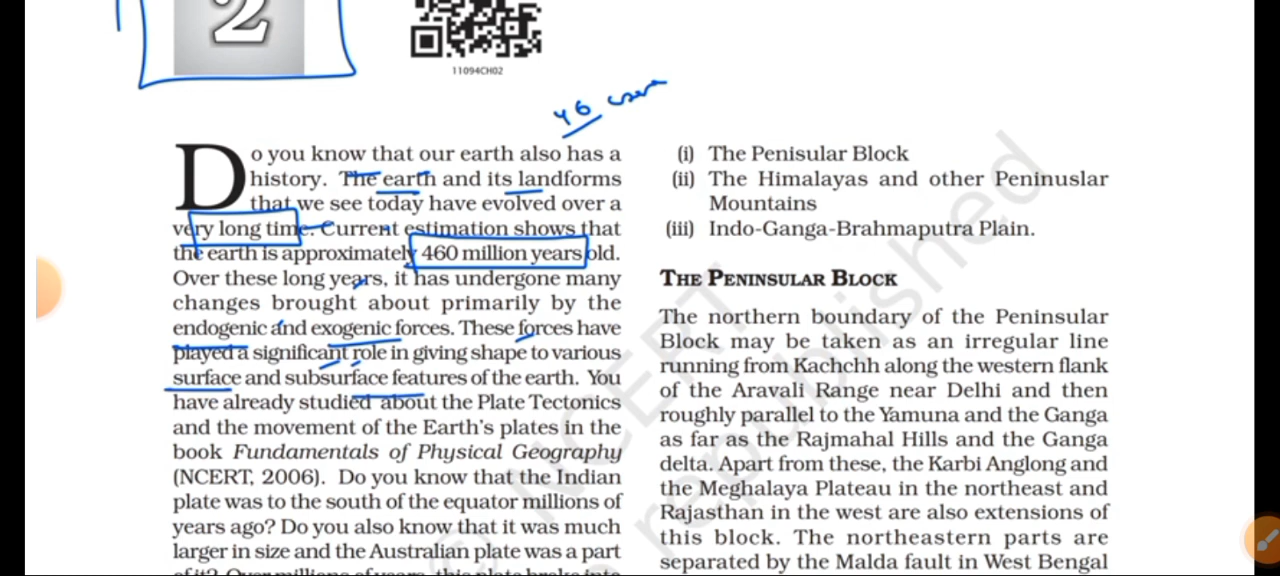 2
11094CH02
46
Do you know that our earth also has a
history. The earth and its landforms
that we see today have evolved over a
very long time. Current estimation shows that
the earth is approximately 460 million years old.
Over these long years, it has undergone many
changes brought about primarily by the
endogenic and exogenic forces. These forces have
played a significant role in giving shape to various
surface and subsurface features of the earth. You
have already studied about the Plate Tectonics
and the movement of the Earth's plates in the
book Fundamentals of Physical Geography
(NCERT, 2006). Do you know that the Indian
plate was to the south of the equator millions of
years ago? Do you also know that it was much
larger in size and the Australian plate was a part
of it? Over millions of years, this plate broke into
(i) The Penisular Block
(ii) The Himalayas and other Peninuslar
Mountains
(iii) Indo-Ganga-Brahmaputra Plain.
THE PENINSULAR BLOCK
The northern boundary of the Peninsular
Block may be taken as an irregular line
running from Kachchh along the western flank
of the Aravali Range near Delhi and then
roughly parallel to the Yamuna and the Ganga
as far as the Rajmahal Hills and the Ganga
delta. Apart from these, the Karbi Anglong and
the Meghalaya Plateau in the northeast and
Rajasthan in the west are also extensions of
this block. The northeastern parts are
separated by the Malda fault in West Bengal
© NCERT
republished